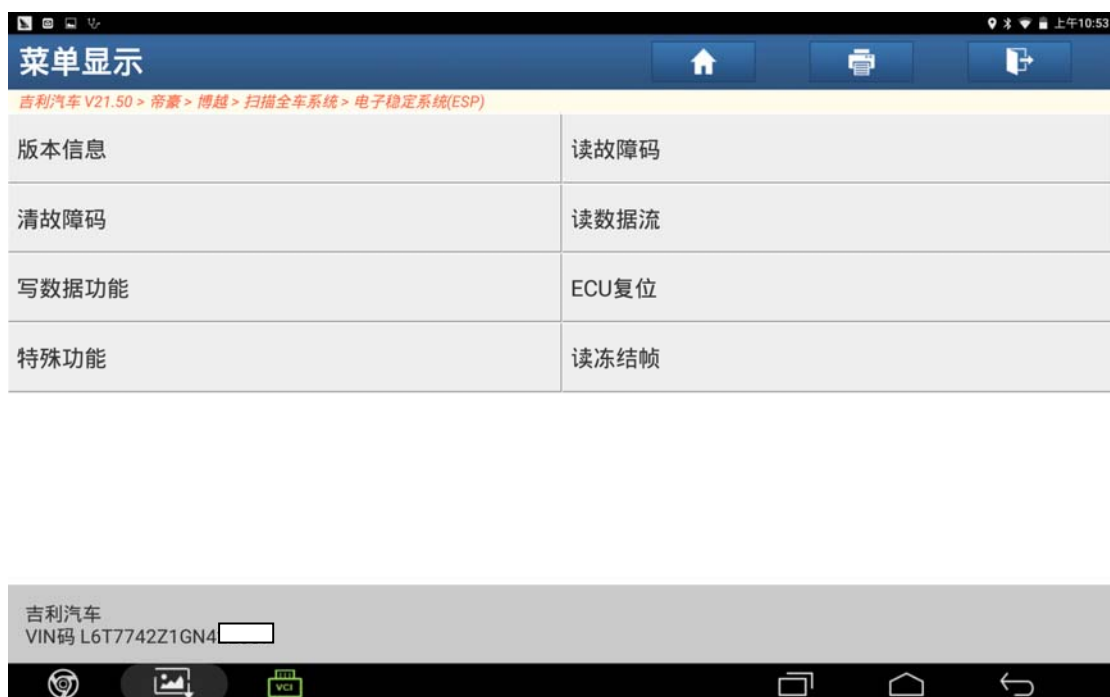 上午10:53
菜单显示
吉利汽车 V21.50 > 帝豪 > 博越 > 扫描全车系统 > 电子稳定系统(ESP)
版本信息
读故障码
清故障码
读数据流
写数据功能
ECU复位
特殊功能
读冻结帧
吉利汽车
VIN码 L6T7742Z1GN4
VCI